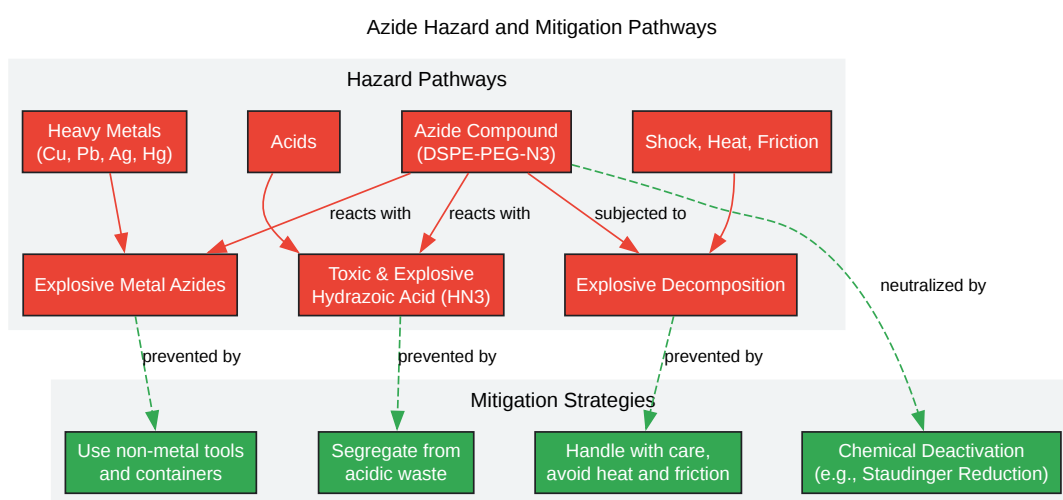 Azide Hazard and Mitigation Pathways
Hazard Pathways
Heavy Metals
(Cu, Pb, Ag, Hg)
Acids
Azide Compound
(DSPE-PEG-N3)
Shock, Heat, Friction
reacts with
reacts with
subjected to
Explosive Metal Azides
Toxic & Explosive
Hydrazoic Acid (HN3)
Explosive Decomposition
neutralized by
prevented by
prevented by
prevented by
Mitigation Strategies
Use non-metal tools
and containers
Segregate from
acidic waste
Handle with care,
avoid heat and friction
Chemical Deactivation
(e.g., Staudinger Reduction)